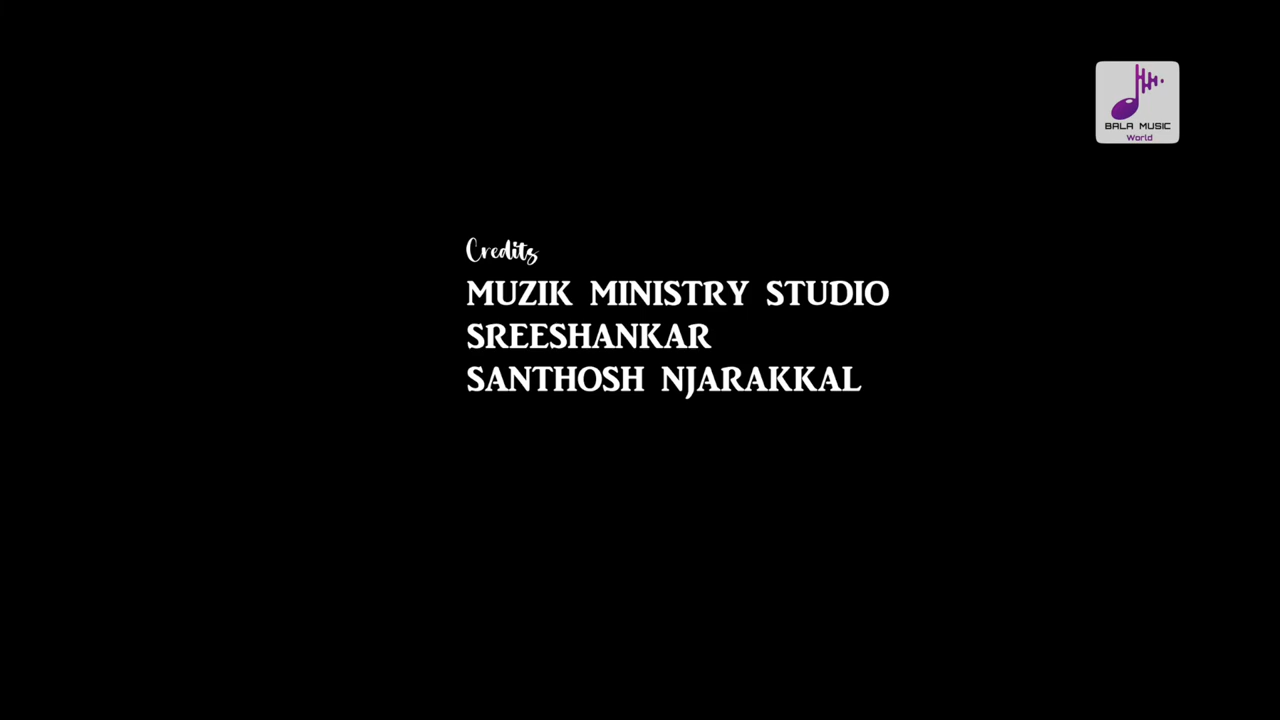 BALA MUSIC
World
Credits
MUZIK MINISTRY STUDIO
SREESHANKAR
SANTHOSH NJARAKKAL